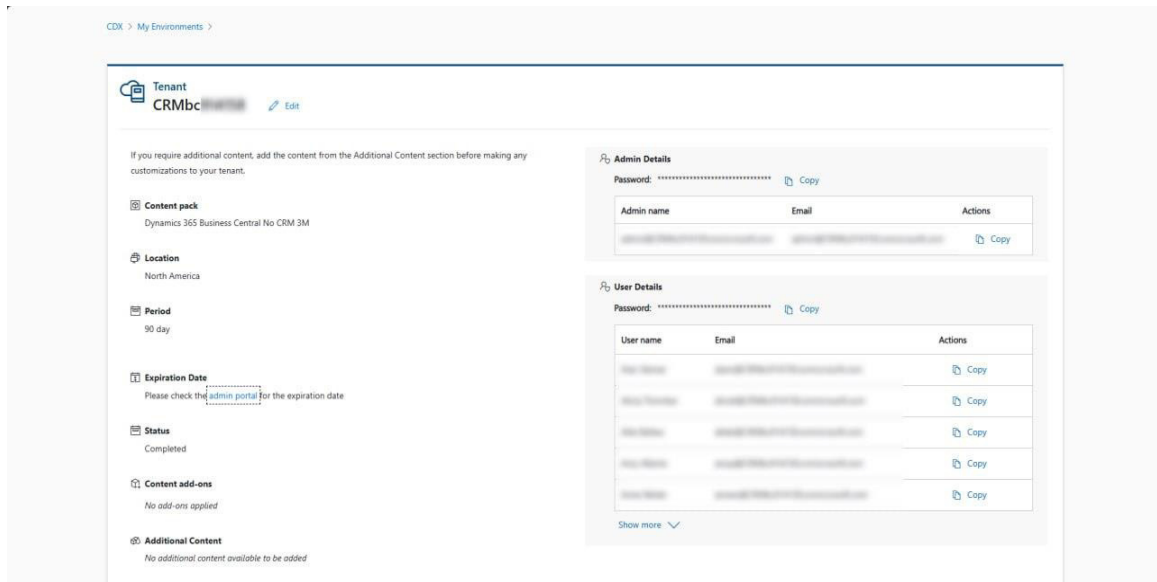 CDX > My Environments >
Tenant
CRMbc
Edit
If you require additional content, add the content from the Additional Content section before making any
customizations to your tenant.
Content pack
Dynamics 365 Business Central No CRM 3M
Location
North America
Period
90 day
Expiration Date
Please check the admin portal for the expiration date
Status
Completed
Content add-ons
No add-ons applied
Additional Content
No additional content available to be added
Admin Details
Password: ******************************** Copy
Admin name Email Actions
Copy
User Details
Password: ******************************** Copy
User name Email Actions
Copy
Copy
Copy
Copy
Copy
Show more